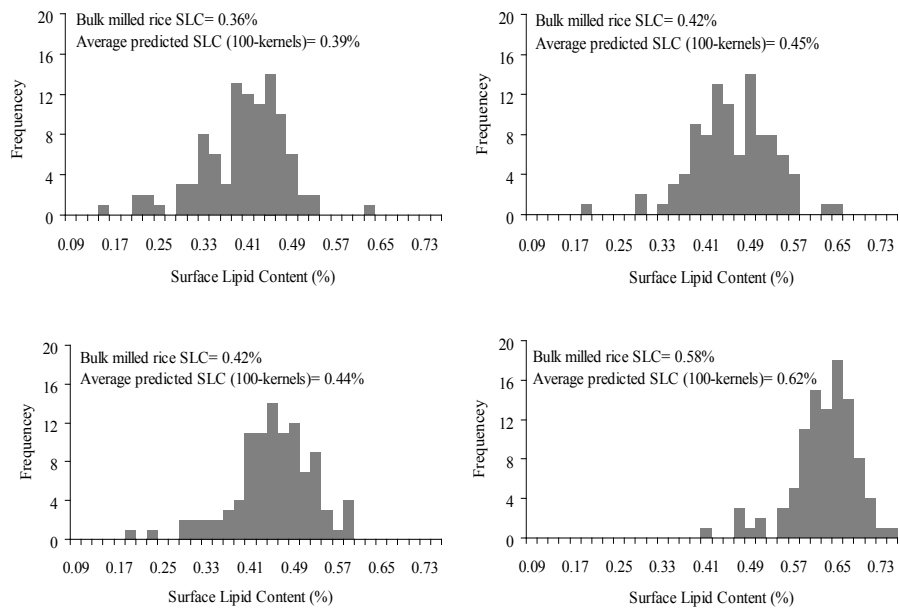 Bulk milled rice SLC= 0.36%
Average predicted SLC (100-kernels)= 0.39%
20
16
12
8
4
0
Frequencey
0.09 0.17 0.25 0.33 0.41 0.49 0.57 0.65 0.73
Surface Lipid Content (%)
Bulk milled rice SLC= 0.42%
Average predicted SLC (100-kernels)= 0.45%
20
16
12
8
4
0
Frequencey
0.09 0.17 0.25 0.33 0.41 0.49 0.57 0.65 0.73
Surface Lipid Content (%)
Bulk milled rice SLC= 0.42%
Average predicted SLC (100-kernels)= 0.44%
20
16
12
8
4
0
Frequencey
0.09 0.17 0.25 0.33 0.41 0.49 0.57 0.65 0.73
Surface Lipid Content (%)
Bulk milled rice SLC= 0.58%
Average predicted SLC (100-kernels)= 0.62%
20
16
12
8
4
0
Frequencey
0.09 0.17 0.25 0.33 0.41 0.49 0.57 0.65 0.73
Surface Lipid Content (%)